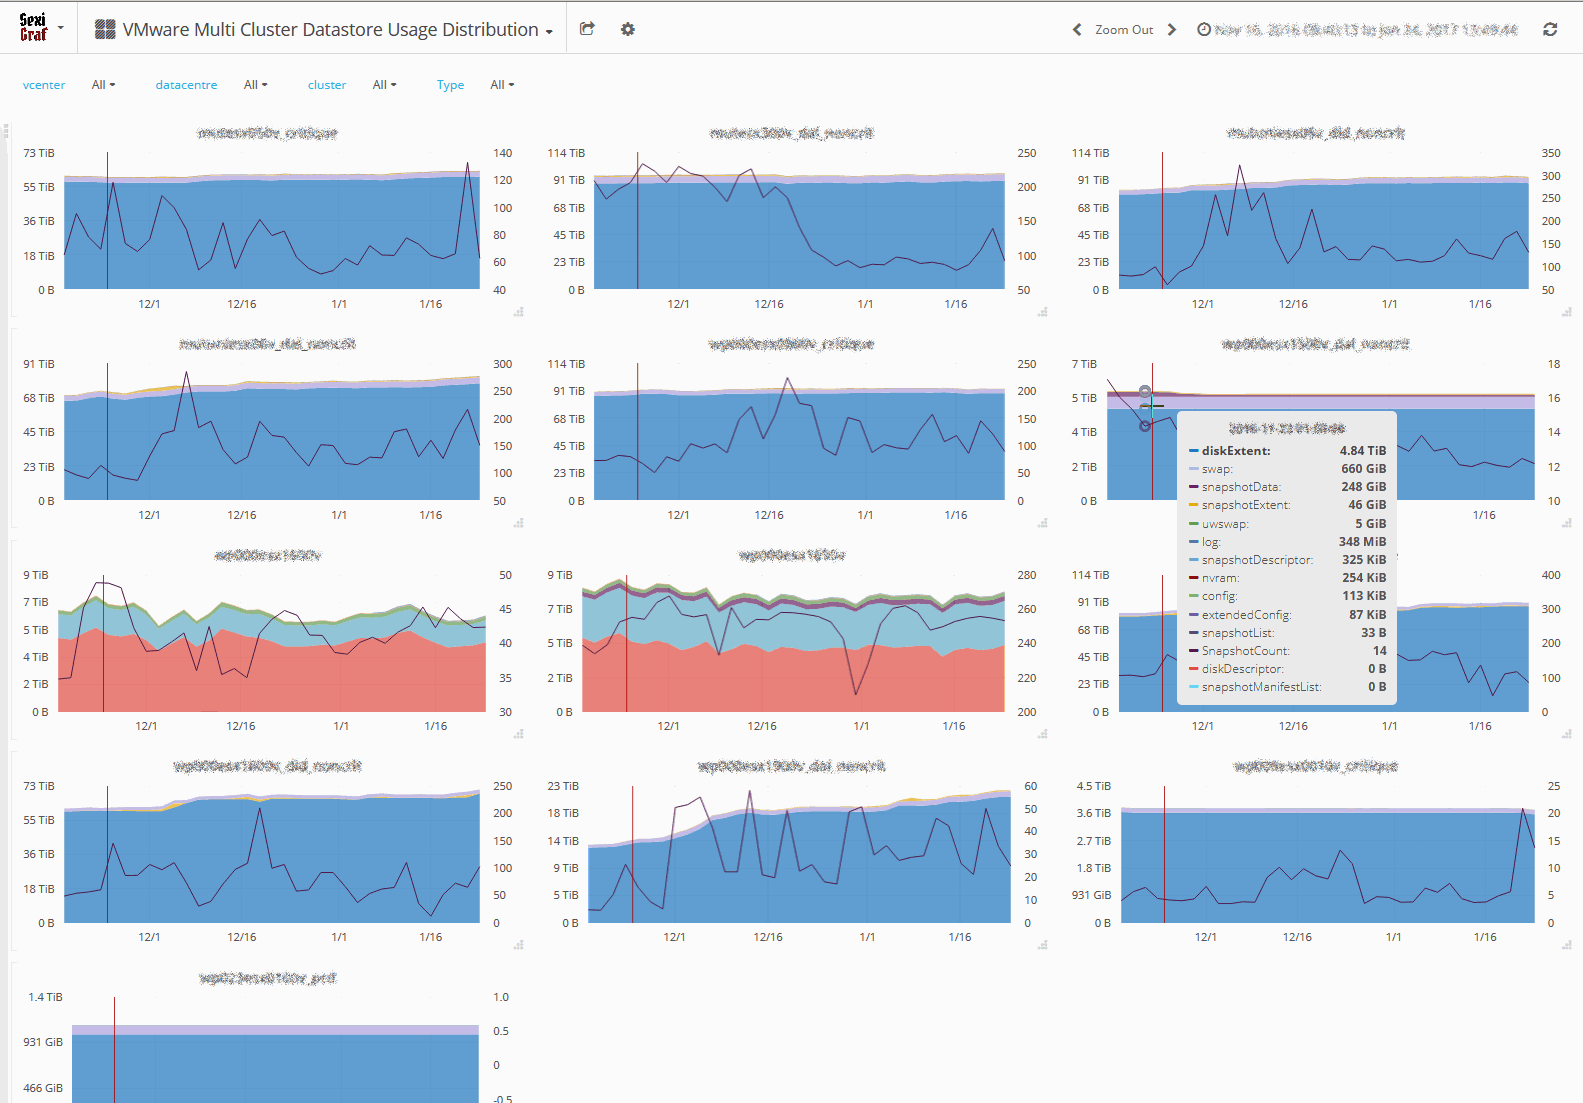 Sexi
Graf
VMware Multi Cluster Datastore Usage Distribution
Zoom Out
vcenter All datacentre All cluster All Type All
73 TiB
55 TiB
36 TiB
18 TiB
0 B
140
120
100
80
60
40
12/1 12/16 1/1 1/16
114 TiB
91 TiB
68 TiB
45 TiB
23 TiB
0 B
250
200
150
100
50
12/1 12/16 1/1 1/16
114 TiB
91 TiB
68 TiB
45 TiB
23 TiB
0 B
350
300
250
200
150
100
50
12/1 12/16 1/1 1/16
91 TiB
68 TiB
45 TiB
23 TiB
0 B
300
250
200
150
100
50
12/1 12/16 1/1 1/16
114 TiB
91 TiB
68 TiB
45 TiB
23 TiB
0 B
250
200
150
100
50
0
12/1 12/16 1/1 1/16
7 TiB
5 TiB
4 TiB
2 TiB
0 B
18
16
14
12
10
1/16
diskExtent: 4.84 TiB
swap: 660 GiB
snapshotData: 248 GiB
snapshotExtent: 46 GiB
uwswap: 5 GiB
log: 348 MiB
snapshotDescriptor: 325 KiB
nvram: 254 KiB
config: 113 KiB
extendedConfig: 87 KiB
snapshotList: 33 B
SnapshotCount: 14
diskDescriptor: 0 B
snapshotManifestList: 0 B
9 TiB
7 TiB
5 TiB
4 TiB
2 TiB
0 B
50
45
40
35
30
12/1 12/16 1/1 1/16
9 TiB
7 TiB
5 TiB
2 TiB
0 B
280
260
240
220
200
12/1 12/16 1/1 1/16
114 TiB
91 TiB
68 TiB
45 TiB
23 TiB
0 B
400
300
200
100
0
12/1 12/16 1/1 1/16
73 TiB
55 TiB
36 TiB
18 TiB
0 B
250
200
150
100
50
0
12/1 12/16 1/1 1/16
23 TiB
18 TiB
14 TiB
9 TiB
5 TiB
0 B
60
50
40
30
20
10
0
12/1 12/16 1/1 1/16
4.5 TiB
3.6 TiB
2.7 TiB
1.8 TiB
931 GiB
0 B
25
20
15
10
5
0
12/1 12/16 1/1 1/16
1.4 TiB
931 GiB
466 GiB
1.0
0.5
0
-0.5